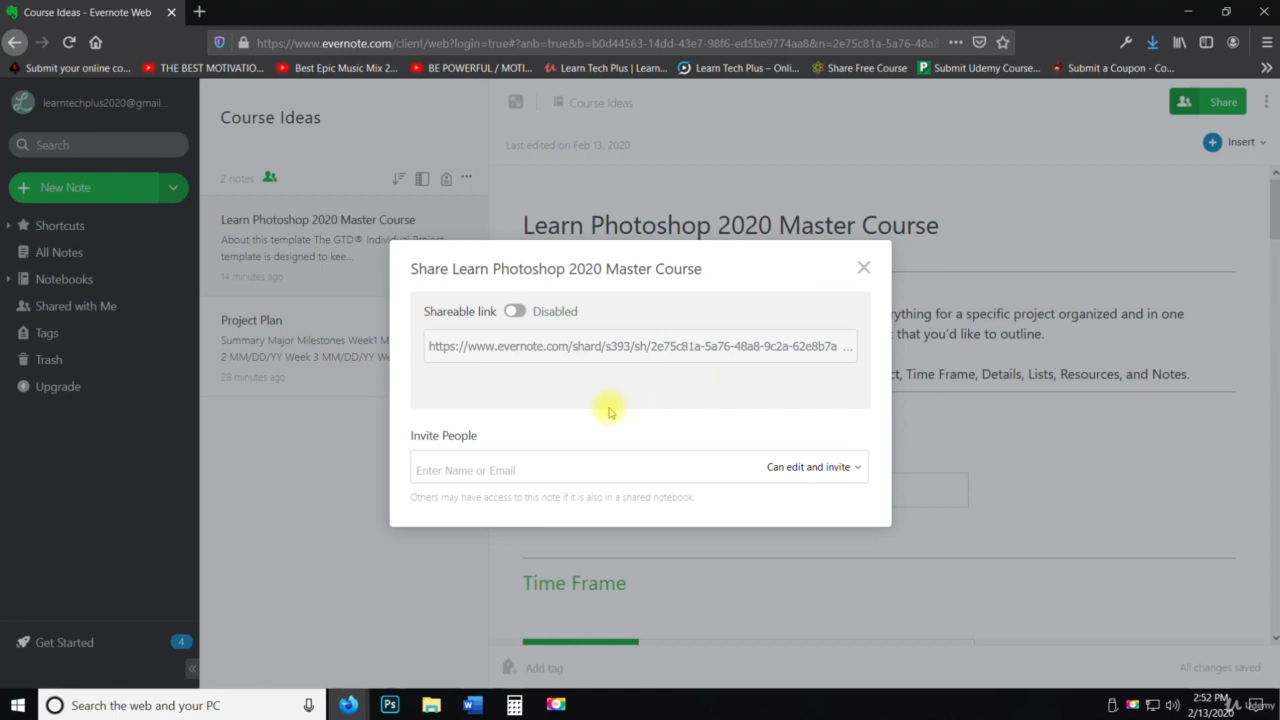 Course Ideas - Evernote Web
https://www.evernote.com/client/web?login=true#?anb=true&b=b0d44563-14dd-43e7-98f6-ed5be9774aa8&n=2e75c81a-5a76-48a8
Submit your online co...
THE BEST MOTIVATIO...
Best Epic Music Mix 2...
BE POWERFUL / MOTI...
Learn Tech Plus | Learn...
Learn Tech Plus – Onli...
Share Free Course
Submit Udemy Course...
Submit a Coupon - Co...
learntechplus2020@gmail...
Search
New Note
Shortcuts
All Notes
Notebooks
Shared with Me
Tags
Trash
Upgrade
Get Started
4
Course Ideas
2 notes
Learn Photoshop 2020 Master Course
About this template The GTD® Individual Project
template is designed to kee...
14 minutes ago
Project Plan
Summary Major Milestones Week1 M
2 MM/DD/YY Week 3 MM/DD/YY We
28 minutes ago
Course Ideas
Share
Last edited on Feb 13, 2020
Insert
Learn Photoshop 2020 Master Course
rything for a specific project organized and in one
t that you'd like to outline.
ct, Time Frame, Details, Lists, Resources, and Notes.
Share Learn Photoshop 2020 Master Course
Shareable link
Disabled
https://www.evernote.com/shard/s393/sh/2e75c81a-5a76-48a8-9c2a-62e8b7a ...
Invite People
Enter Name or Email
Can edit and invite
Others may have access to this note if it is also in a shared notebook.
Time Frame
Add tag
All changes saved
Search the web and your PC
Ps
2:52 PM
2/13/2020
Udemy